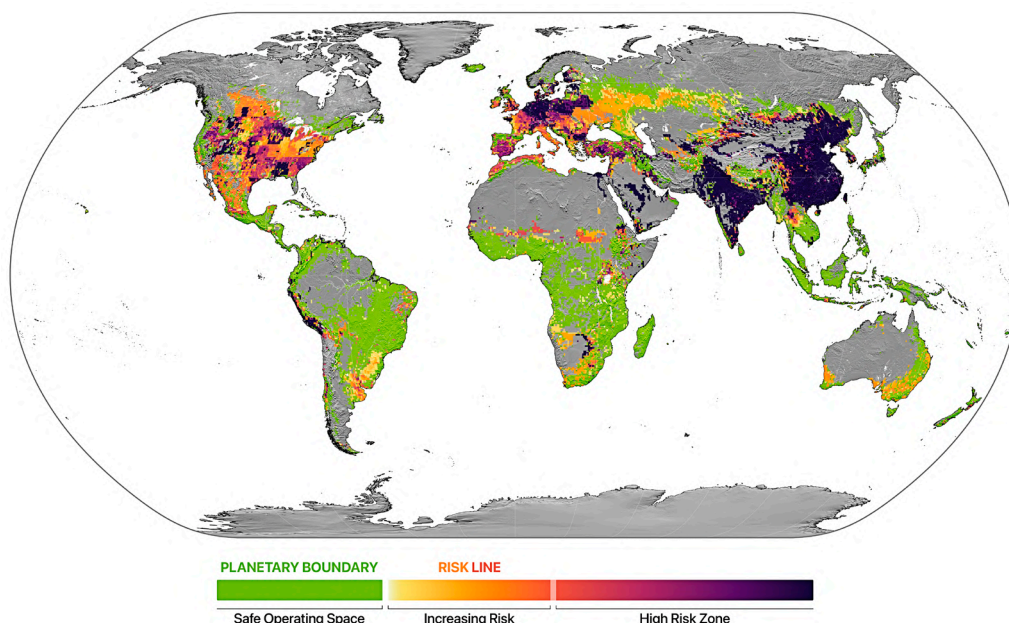 PLANETARY BOUNDARY RISK LINE
Safe Operating Space Increasing Risk High Risk Zone